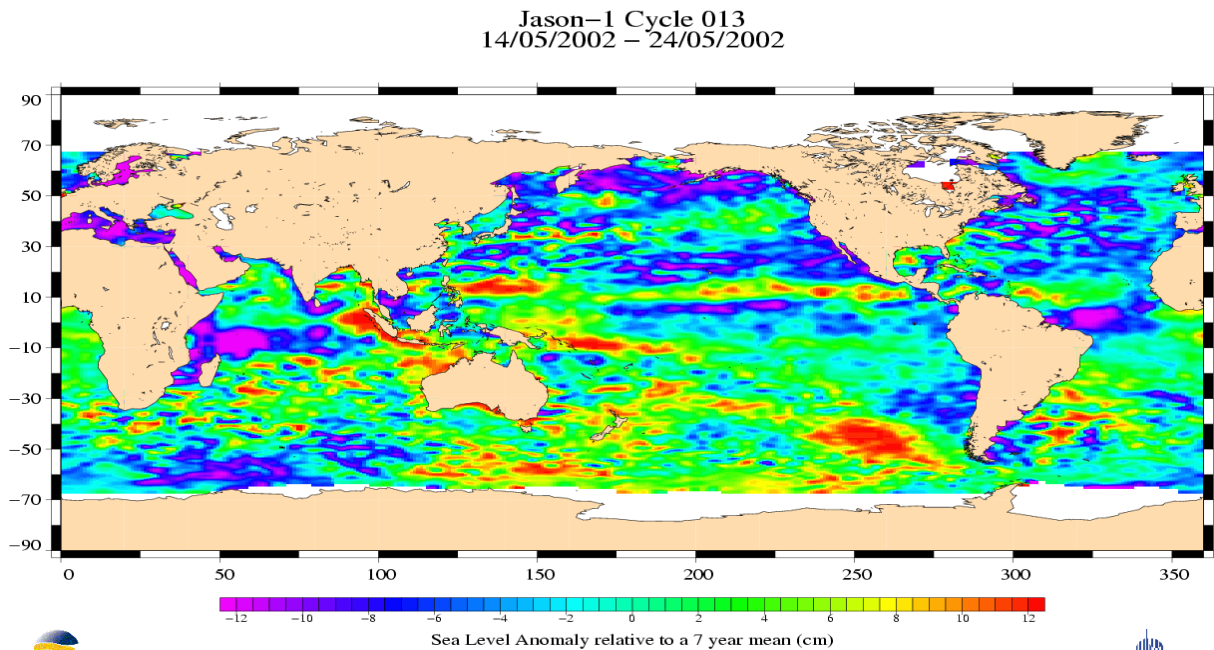 Jason−1 Cycle 013
14/05/2002 − 24/05/2002
90
70
50
30
10
−10
−30
−50
−70
−90
0 50 100 150 200 250 300 350
−12 −10 −8 −6 −4 −2 0 2 4 6 8 10 12
Sea Level Anomaly relative to a 7 year mean (cm)